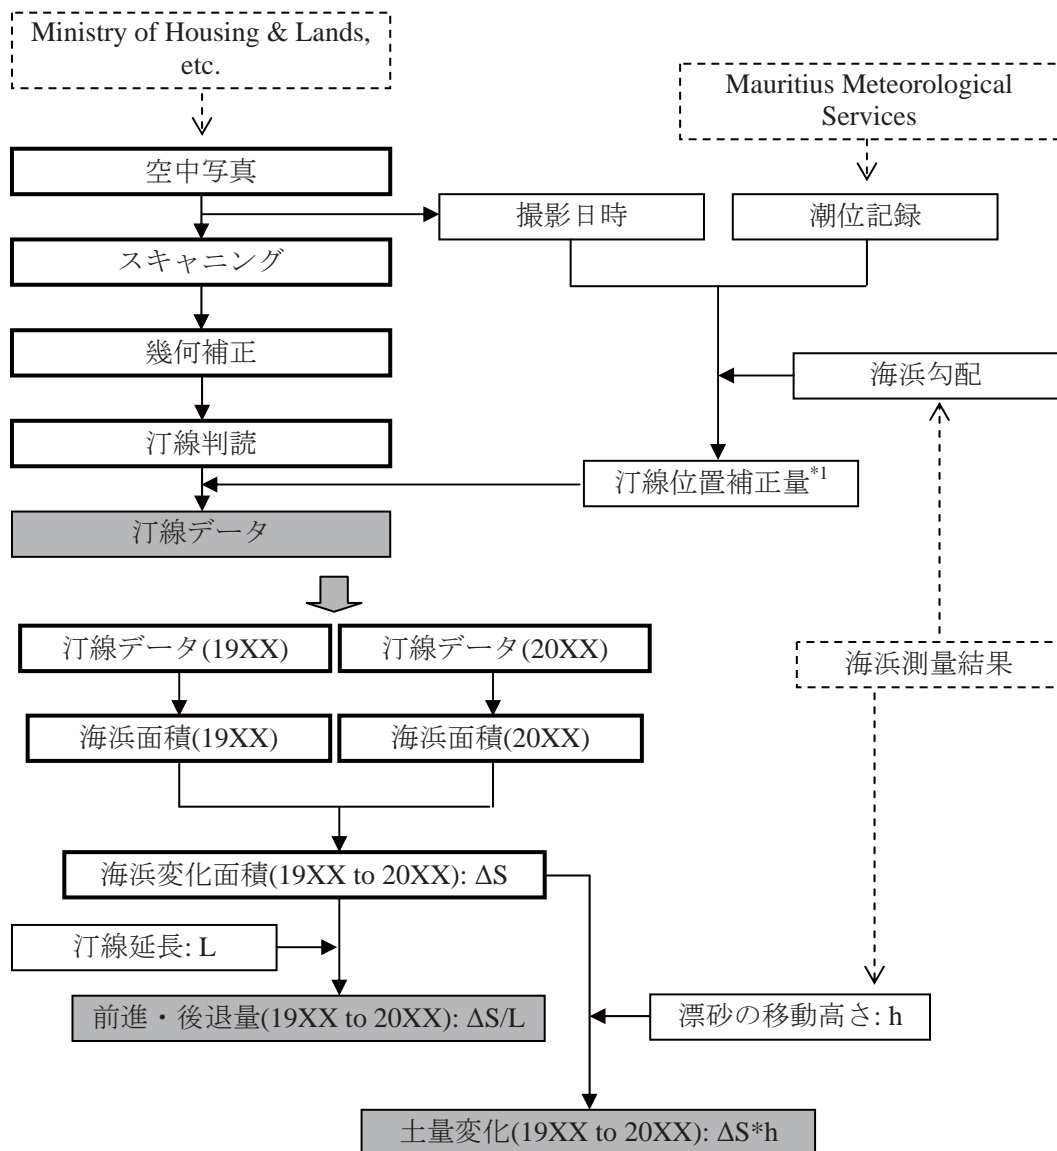 Ministry of Housing & Lands,
etc.
Mauritius Meteorological
Services
空中写真
撮影日時
潮位記録
スキャニング
幾何補正
海浜勾配
汀線判読
汀線位置補正量*1
汀線データ
汀線データ(19XX)
汀線データ(20XX)
海浜測量結果
海浜面積(19XX)
海浜面積(20XX)
海浜変化面積(19XX to 20XX): ΔS
汀線延長: L
前進・後退量(19XX to 20XX): ΔS/L
漂砂の移動高さ: h
土量変化(19XX to 20XX): ΔS*h